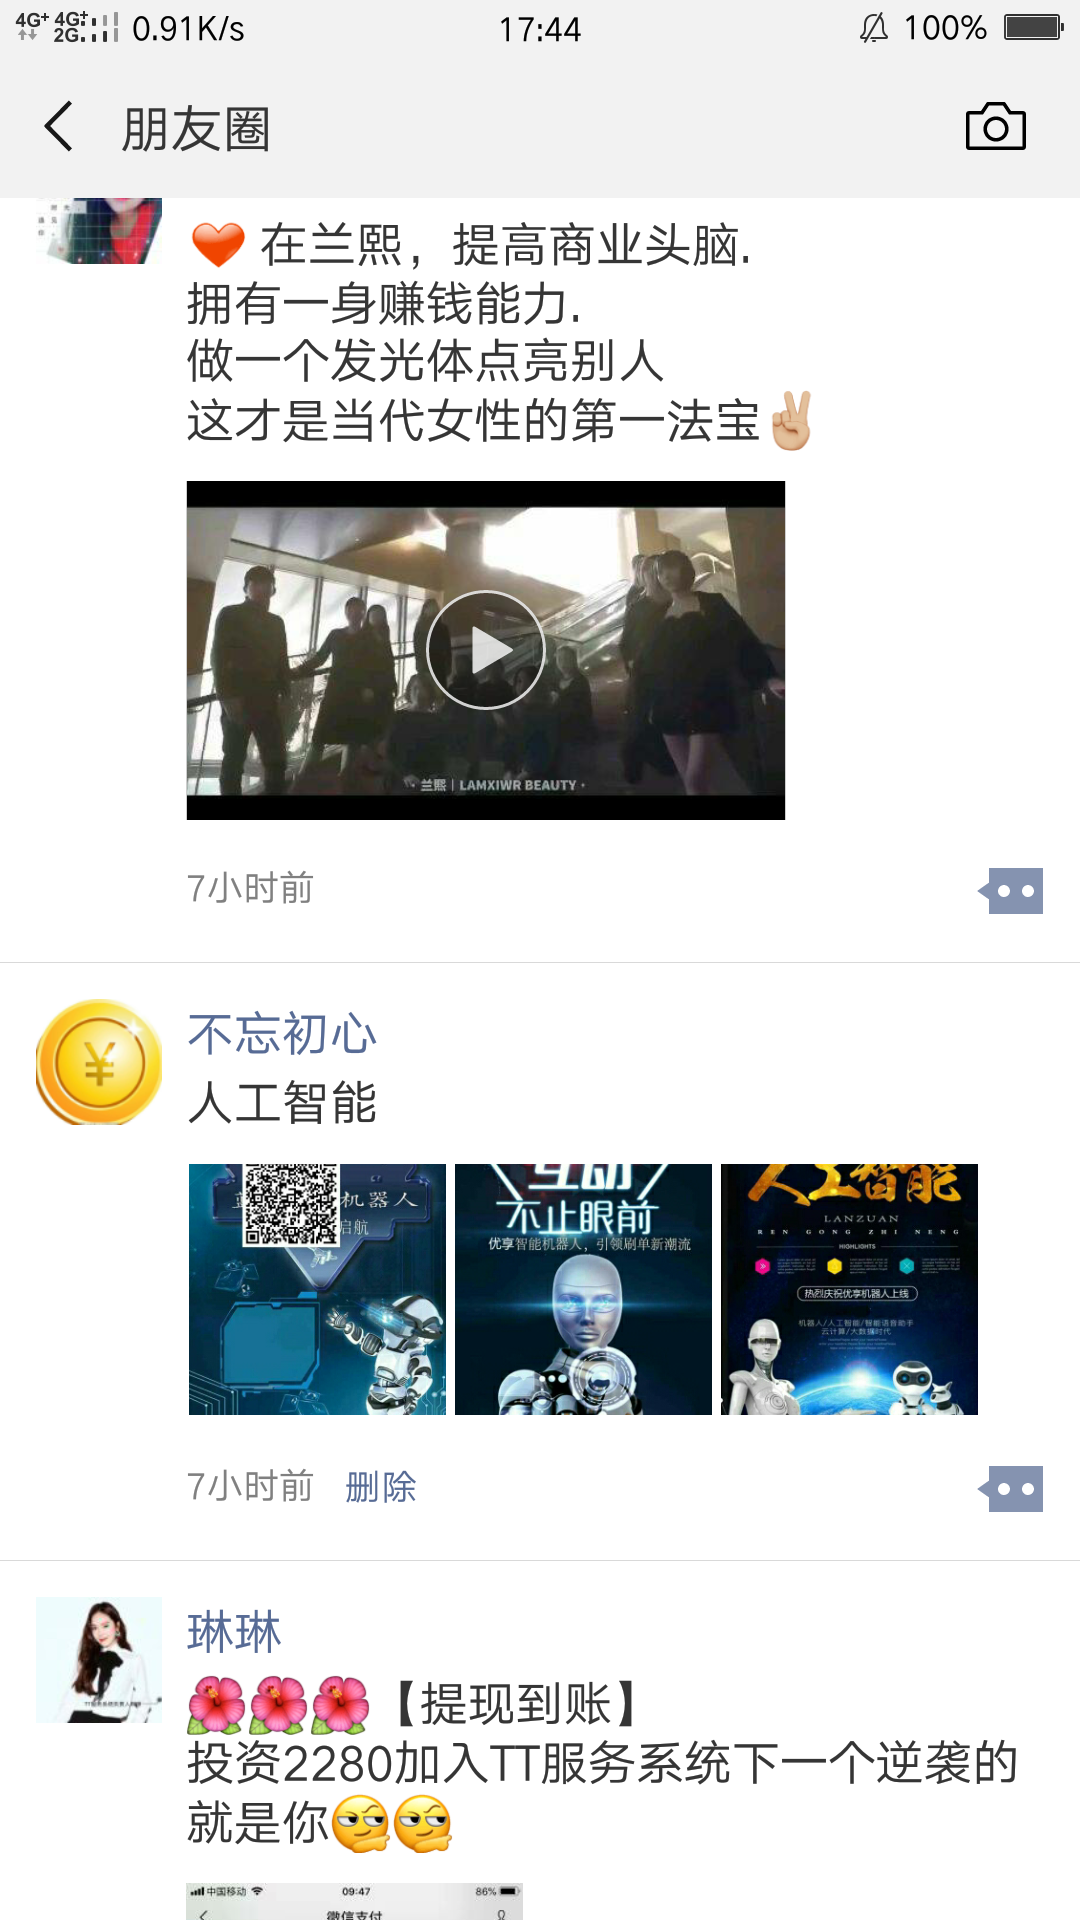 4G+ 4G+ 2G 0.91K/s 17:44 100%
朋友圈
在兰熙，提高商业头脑.
拥有一身赚钱能力.
做一个发光体点亮别人
这才是当代女性的第一法宝
兰熙 | LAMXIWR BEAUTY
7小时前
不忘初心
人工智能
机器人
启航
互动
不止眼前
优享智能机器人，引领刷单新潮流
人工智能
LANZUAN
REN GONG ZHI NENG
HIGHLIGHTS
热烈庆祝优享机器人上线
机器人/人工智能/智能语音助手
云计算/大数据时代
7小时前 删除
琳琳
【提现到账】
投资2280加入TT服务系统下一个逆袭的
就是你
中国移动 09:47 86%
微信支付